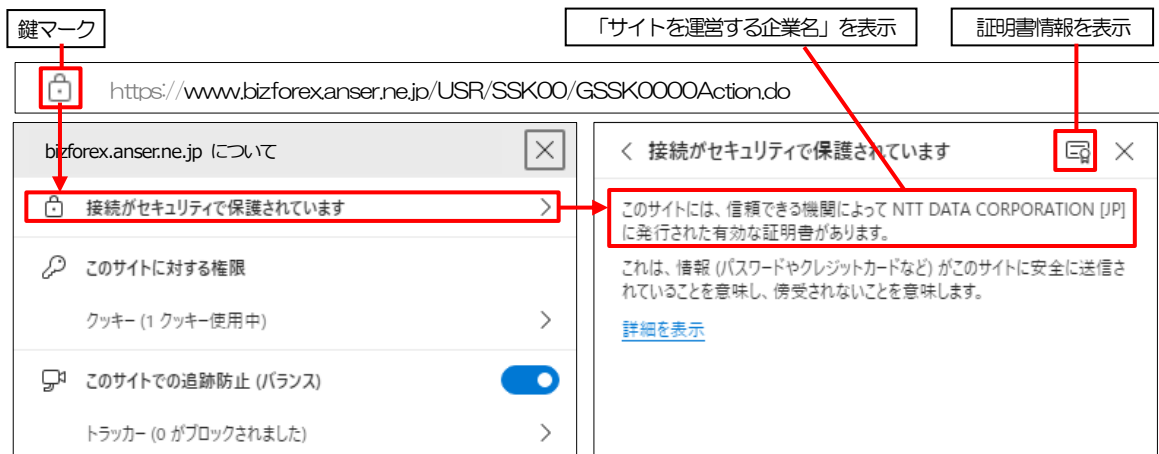 鍵マーク
「サイトを運営する企業名」を表示
証明書情報を表示
https://www.bizforex.anser.ne.jp/USR/SSK00/GSSK0000Action.do
bizforex.anser.ne.jp について
接続がセキュリティで保護されています
このサイトに対する権限
クッキー (1 クッキー使用中)
このサイトでの追跡防止 (バランス)
トラッカー (0 がブロックされました)
接続がセキュリティで保護されています
このサイトには、信頼できる機関によって NTT DATA CORPORATION [JP]
に発行された有効な証明書があります。
これは、情報 (パスワードやクレジットカードなど) がこのサイトに安全に送信さ
れていることを意味し、傍受されないことを意味します。
詳細を表示